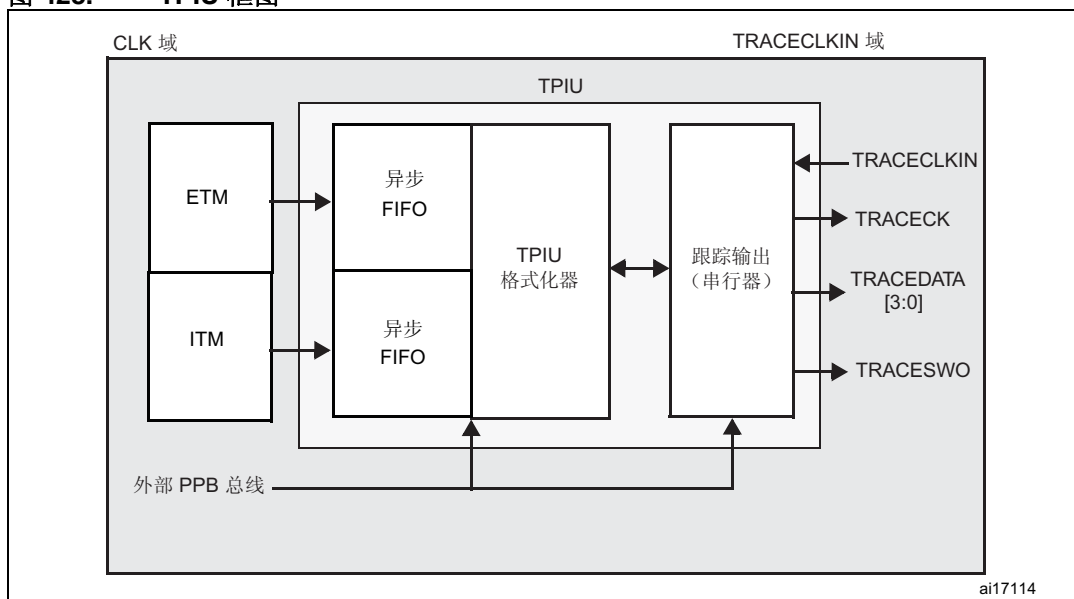 CLK 域
TRACECLKIN 域
TPIU
ETM
异步
FIFO
TPIU
格式化器
跟踪输出
（串行器）
TRACECLKIN
TRACECK
TRACEDATA
[3:0]
TRACESWO
ITM
异步
FIFO
外部 PPB 总线
ai17114